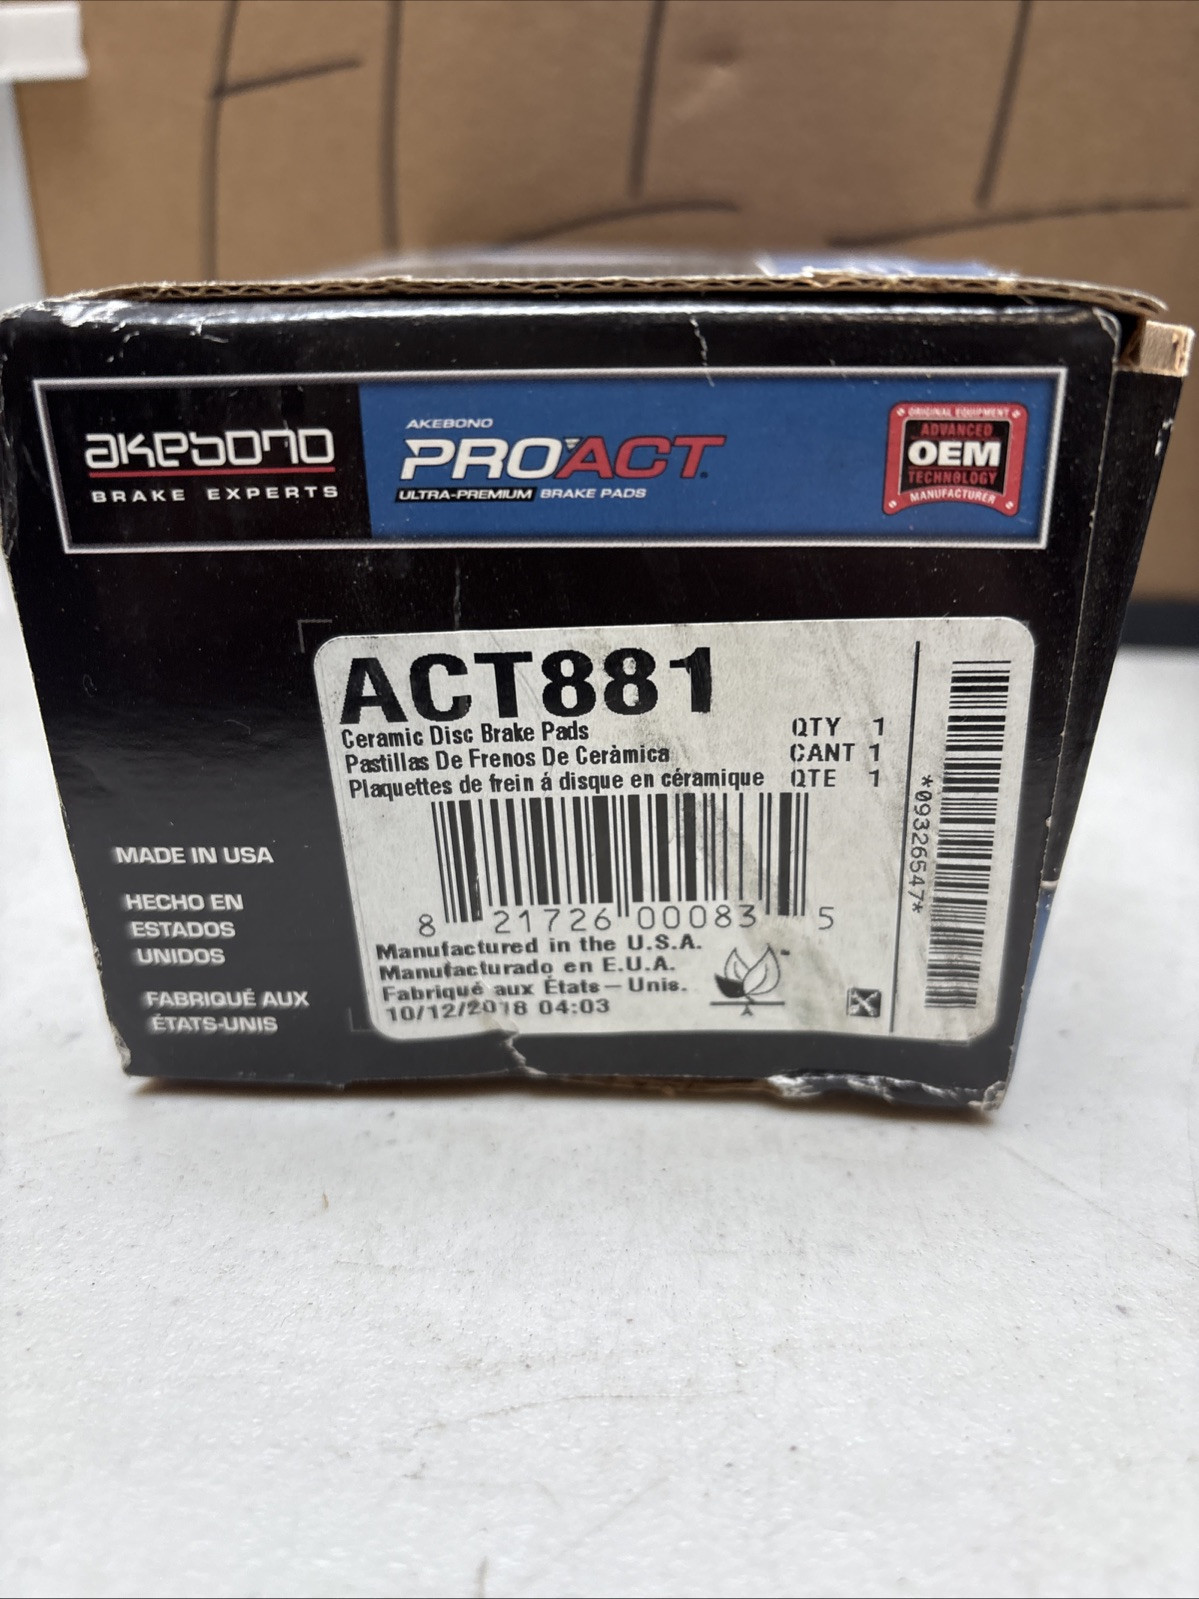 akebono
BRAKE EXPERTS
AKEBONO
PROACT
ULTRA-PREMIUM BRAKE PADS
ORIGINAL EQUIPMENT
ADVANCED
OEM
TECHNOLOGY
MANUFACTURER
ACT881
Ceramic Disc Brake Pads QTY 1
Pastillas De Frenos De Ceràmica CANT 1
Plaquettes de frein á disque en céramique QTE 1
*09326547*
8 21726 00083 5
Manufactured in the U.S.A.
Manufacturado en E.U.A.
Fabriqué aux États-Unis.
10/12/2018 04:03
MADE IN USA
HECHO EN
ESTADOS
UNIDOS
FABRIQUÉ AUX
ÉTATS-UNIS